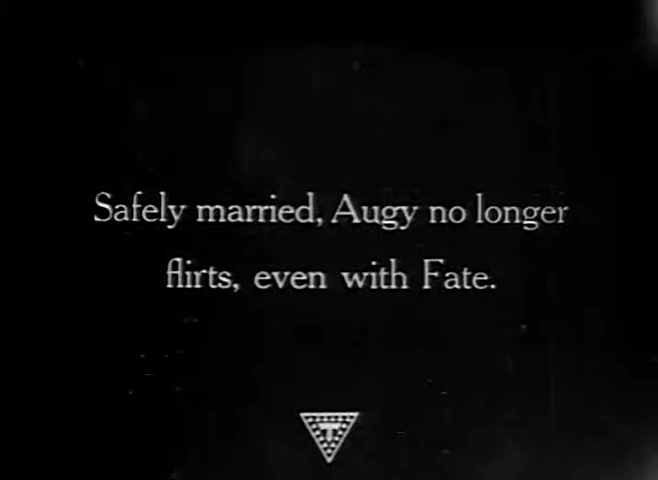 Safely married, Augy no longer
flirts, even with Fate.
T